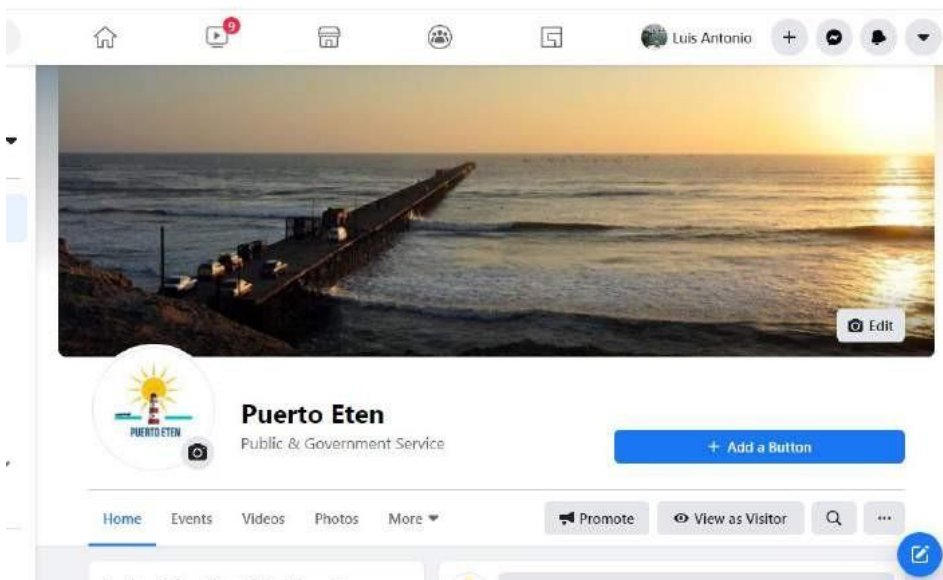 9
Luis Antonio
Edit
PUERTO ETEN
Puerto Eten
Public & Government Service
+ Add a Button
Home Events Videos Photos More
Promote View as Visitor